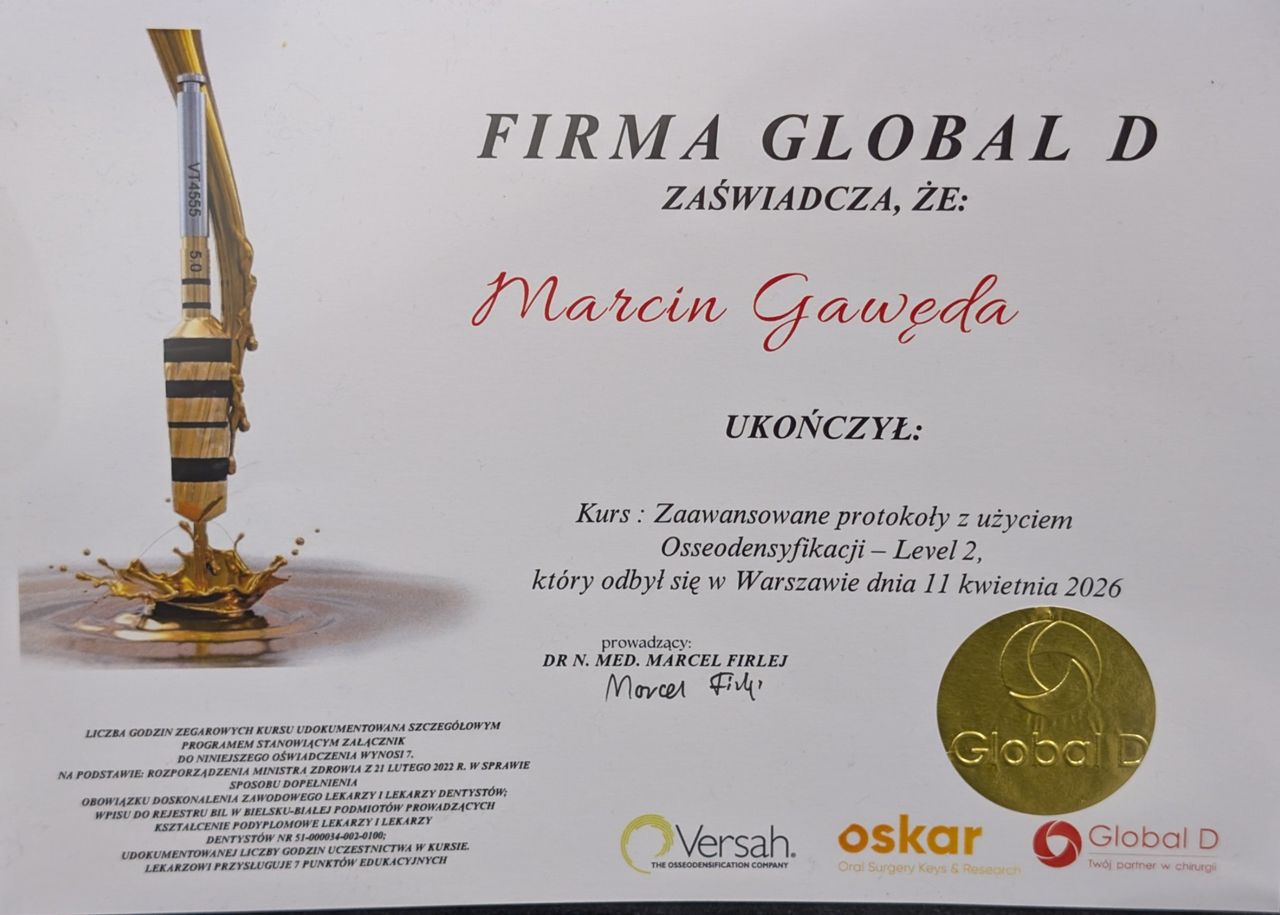 VT4555
5.0
FIRMA GLOBAL D
ZAŚWIADCZA, ŻE:
Marcin Gawęda
UKOŃCZYŁ:
Kurs : Zaawansowane protokoły z użyciem
Osseodensyfikacji – Level 2,
który odbył się w Warszawie dnia 11 kwietnia 2026
prowadzący:
DR N. MED. MARCEL FIRLEJ
Marcel Firlej
Global D
LICZBA GODZIN ZEGAROWYCH KURSU UDOKUMENTOWANA SZCZEGÓŁOWYM
PROGRAMEM STANOWIĄCYM ZAŁĄCZNIK
DO NINIEJSZEGO OŚWIADCZENIA WYNOSI 7.
NA PODSTAWIE: ROZPORZĄDZENIA MINISTRA ZDROWIA Z 21 LUTEGO 2022 R. W SPRAWIE
SPOSOBU DOPEŁNIENIA
OBOWIĄZKU DOSKONALENIA ZAWODOWEGO LEKARZY I LEKARZY DENTYSTÓW;
WPISU DO REJESTRU BIL W BIELSKU-BIAŁEJ PODMIOTÓW PROWADZĄCYCH
KSZTAŁCENIE PODYPLOMOWE LEKARZY I LEKARZY
DENTYSTÓW NR 51-000034-002-0100;
UDOKUMENTOWANEJ LICZBY GODZIN UCZESTNICTWA W KURSIE.
LEKARZOWI PRZYSŁUGUJE 7 PUNKTÓW EDUKACYJNYCH
Versah®
THE OSSEODENSIFICATION COMPANY
oskar
Oral Surgery Keys & Research
Global D
Twój partner w chirurgii